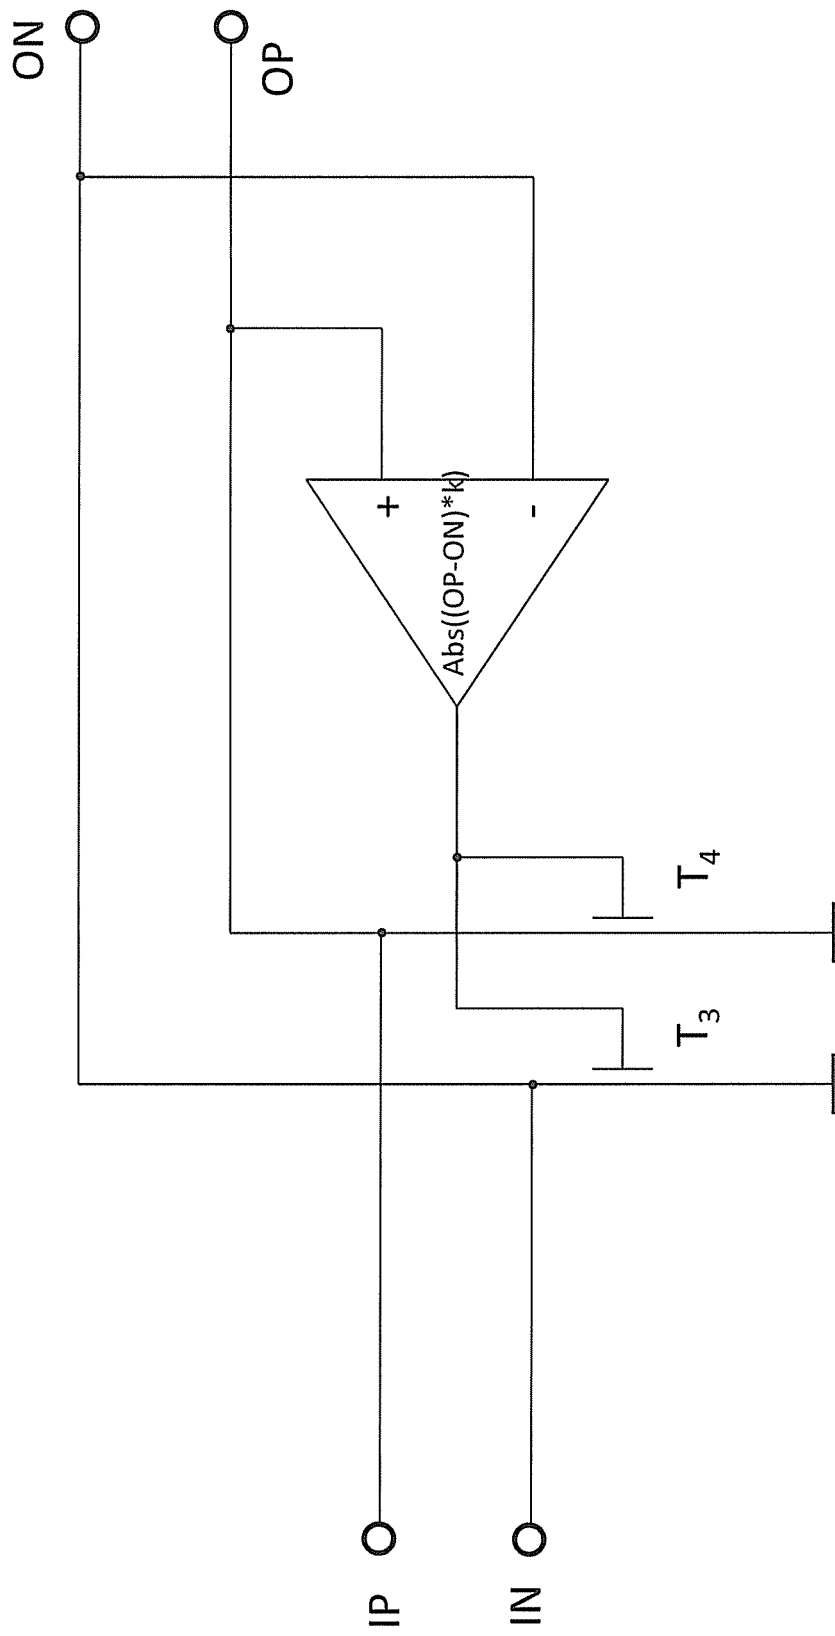 ON
OP
+
-
Abs((OP-ON)*k)
T4
T3
IP
IN